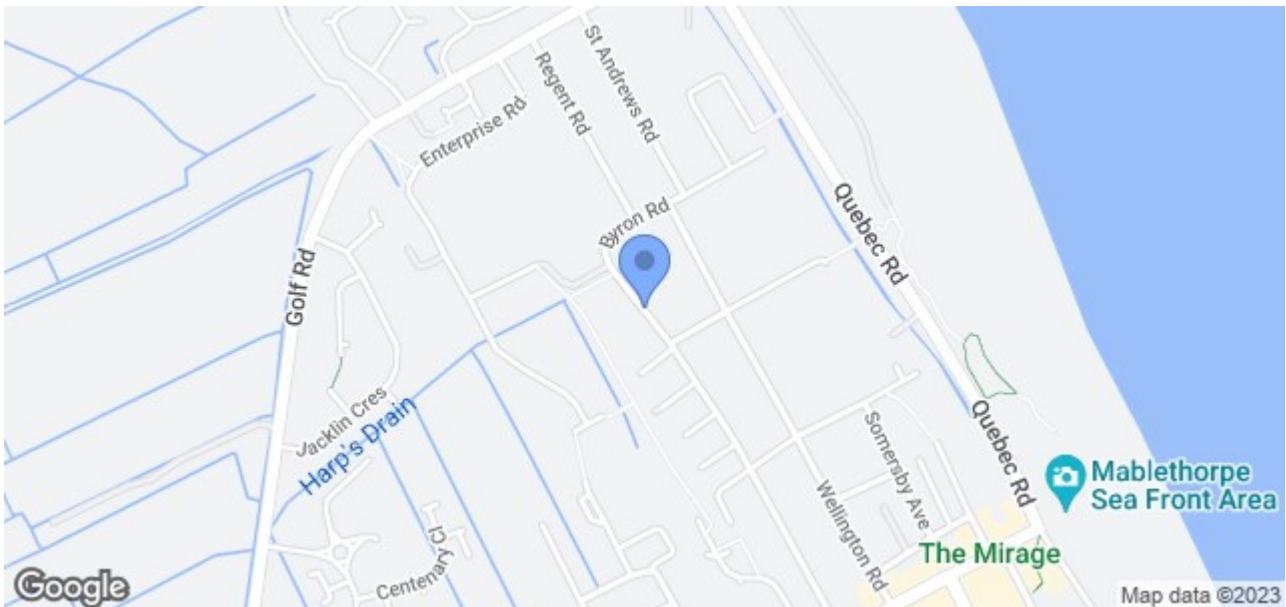 St Andrews Rd
Regent Rd
Enterprise Rd
Byron Rd
Quebec Rd
Golf Rd
Jacklin Cres
Harp's Drain
Somersby Ave
Quebec Rd
Mablethorpe
Sea Front Area
Wellington Rd
The Mirage
Centenary Cl
Google
Map data ©2023